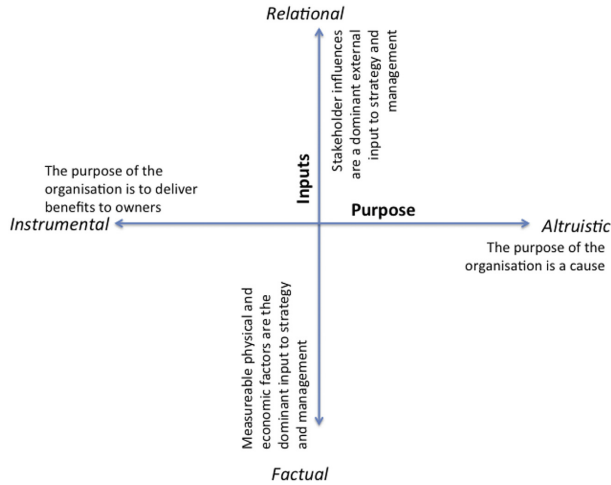 Relational
Stakeholder influences
are a dominant external
input to strategy and
management
Inputs
The purpose of the
organisation is to deliver
benefits to owners
Purpose
Instrumental
Altruistic
The purpose of the
organisation is a cause
Measureable physical and
economic factors are the
dominant input to strategy
and management
Factual